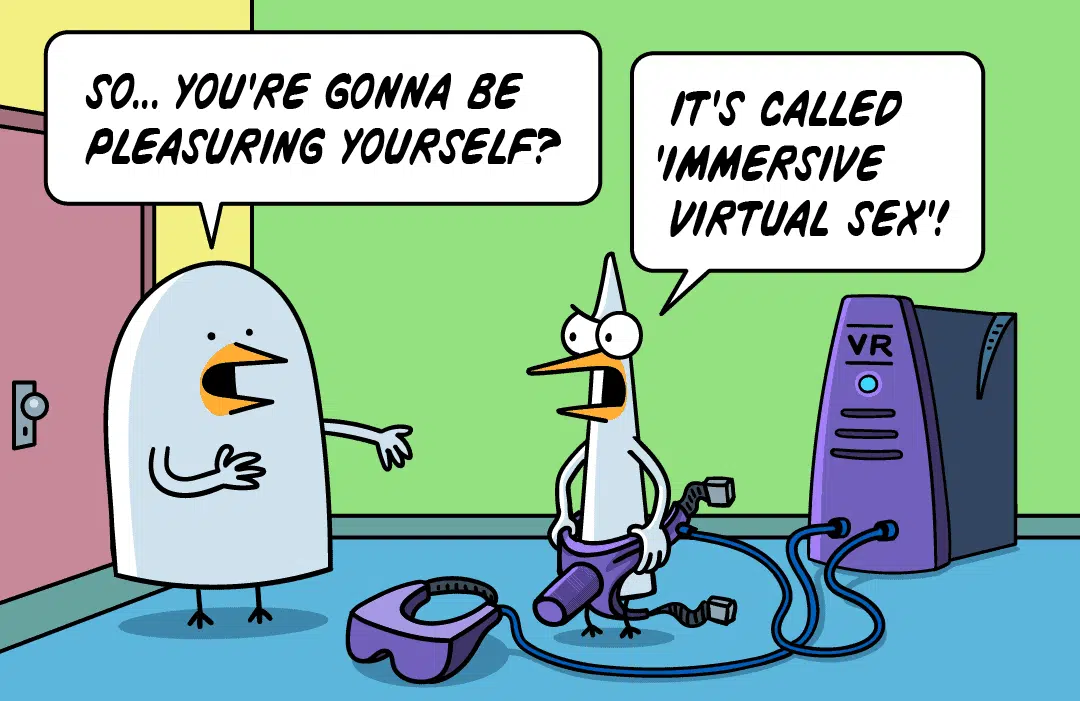 SO... YOU'RE GONNA BE
PLEASURING YOURSELF?
IT'S CALLED
'IMMERSIVE
VIRTUAL SEX'!
VR